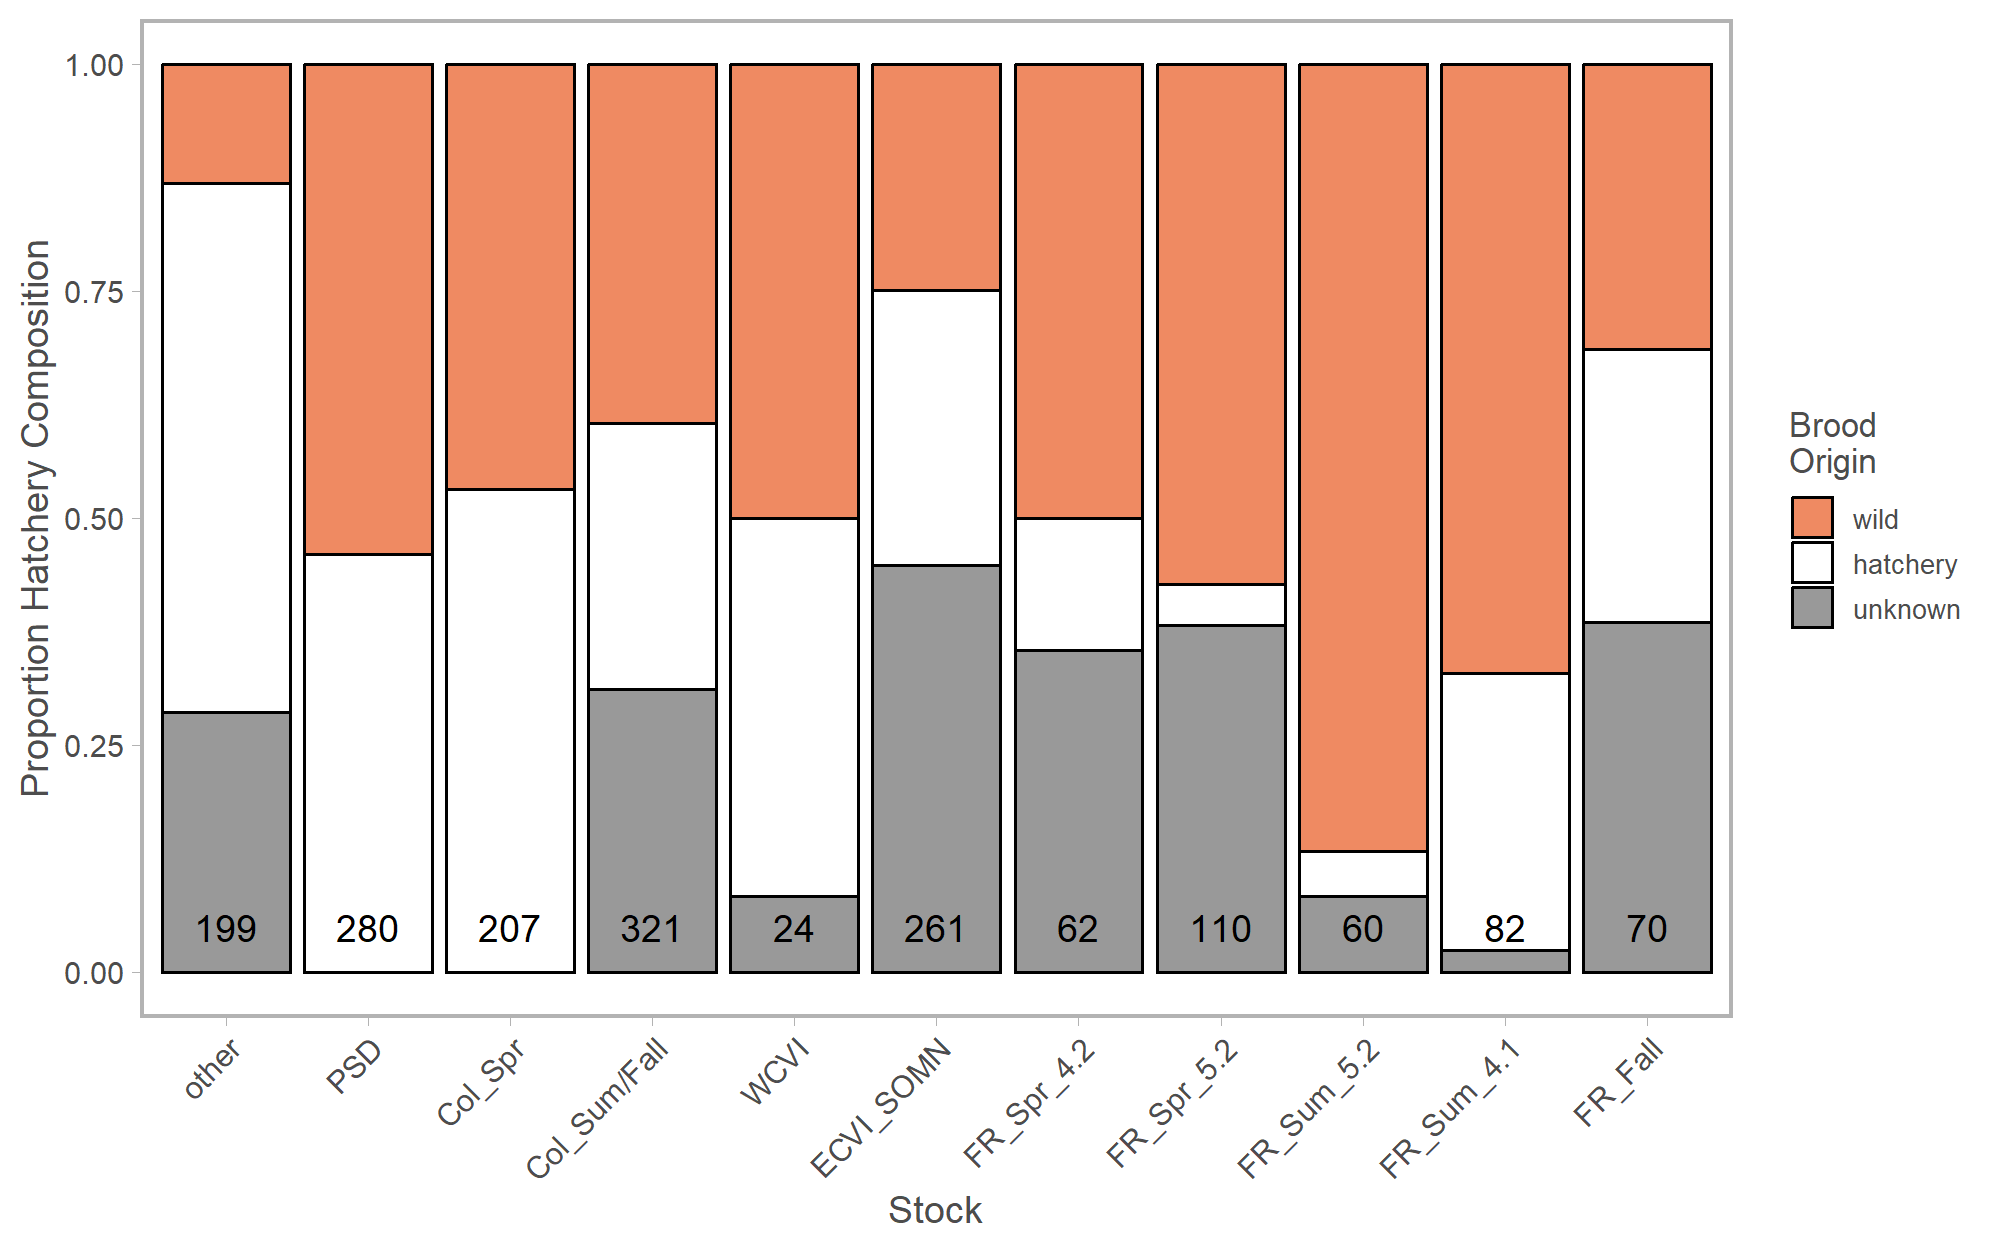 Proportion Hatchery Composition
1.00
0.75
0.50
0.25
0.00
199
280
207
321
24
261
62
110
60
82
70
other
PSD
Col_Spr
Col_Sum/Fall
WCVI
ECVI_SOMN
FR_Spr_4.2
FR_Spr_5.2
FR_Sum_5.2
FR_Sum_4.1
FR_Fall
Stock
Brood
Origin
wild
hatchery
unknown